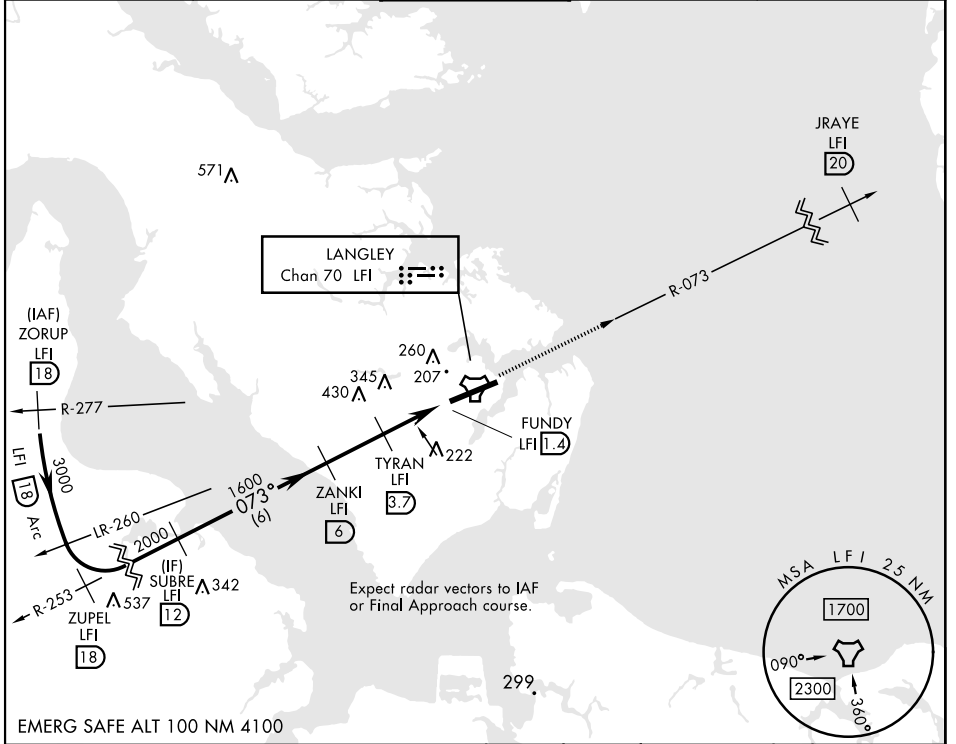 JRAYE
LFI
20
571
LANGLEY
Chan 70 LFI
R-073
(IAF)
ZORUP
LFI
18
260
207
345
430
R-277
FUNDY
LFI 1.4
3000
222
TYRAN
LFI
3.7
LFI 18 Arc
1600
073°
(6)
ZANKI
LFI
6
LR-260
2000
(IF)
SUBRE
LFI
12
342
R-253
537
ZUPEL
LFI
18
Expect radar vectors to IAF
or Final Approach course.
MSA LFI 25 NM
1700
090°
2300
360°
299
EMERG SAFE ALT 100 NM 4100